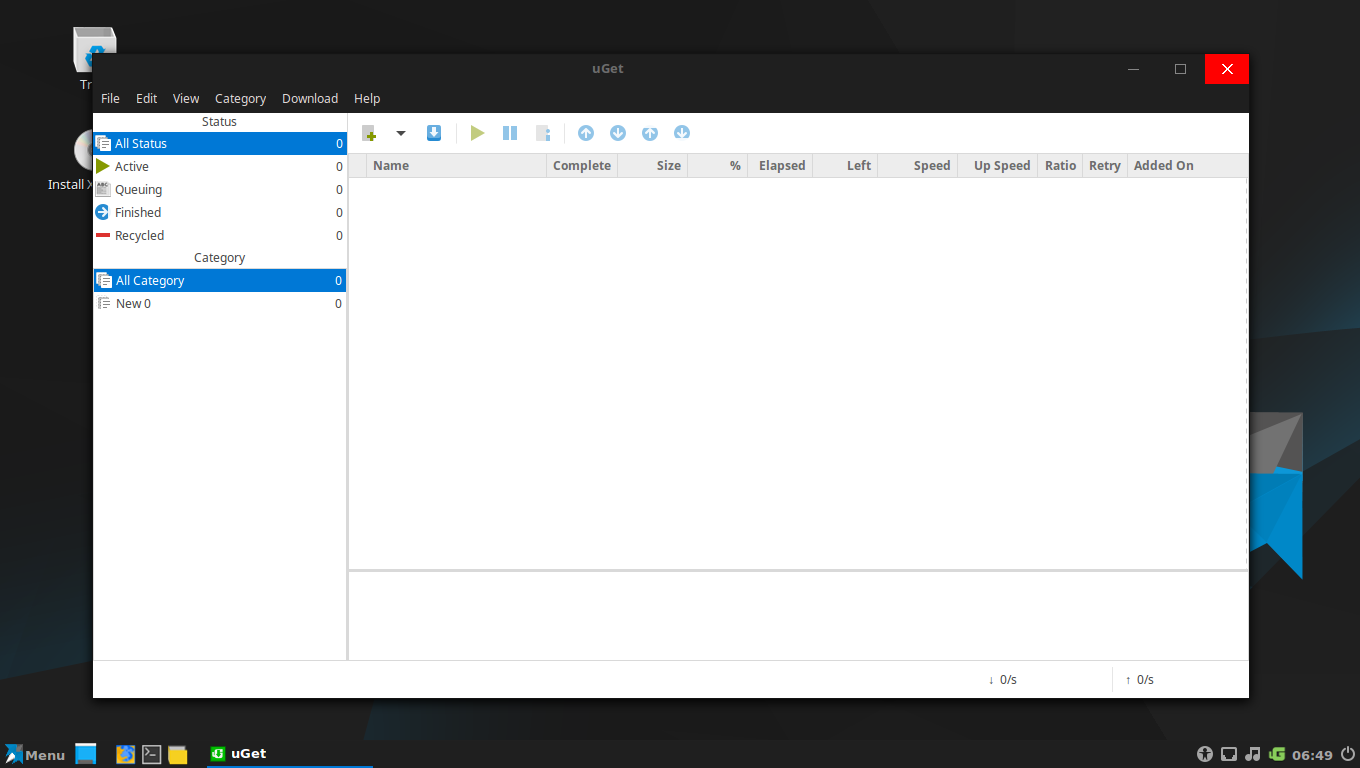 uGet
File Edit View Category Download Help
Status
All Status 0
Active 0
Queuing 0
Finished 0
Recycled 0
Category
All Category 0
New 0 0
Name Complete Size % Elapsed Left Speed Up Speed Ratio Retry Added On
↓ 0/s ↑ 0/s
Install
Menu uGet 06:49